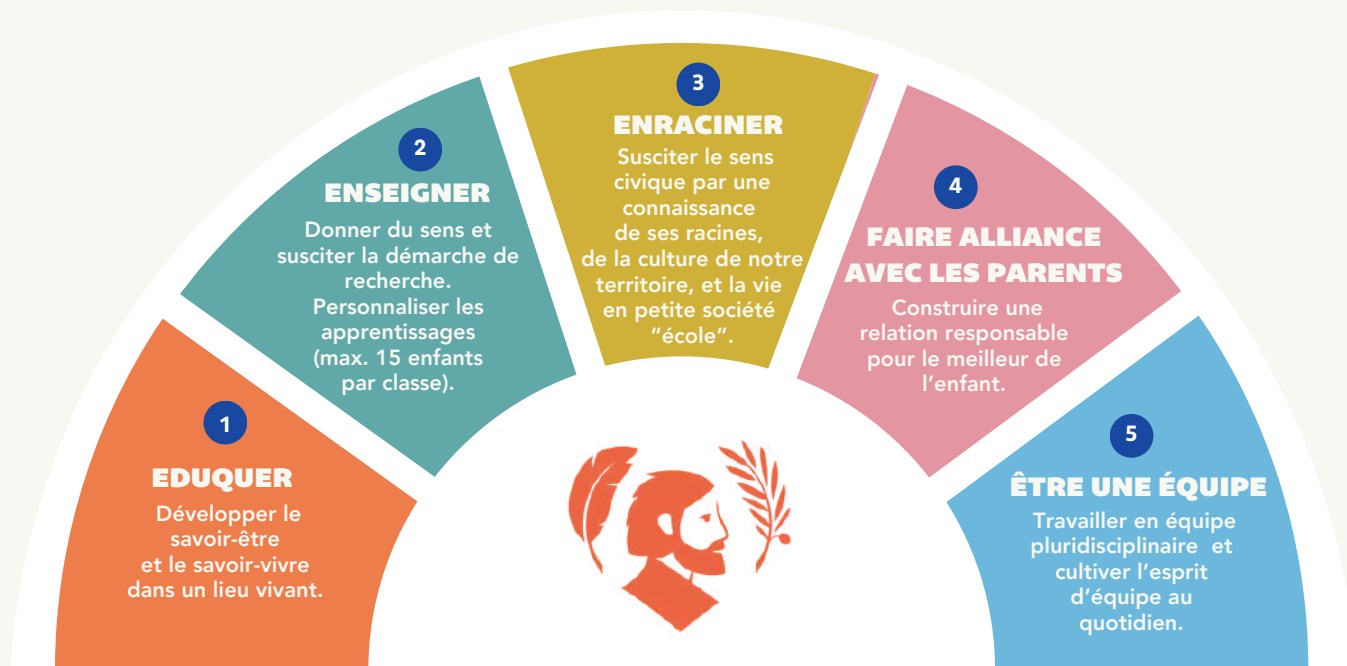 1
EDUQUER
Développer le
savoir-être
et le savoir-vivre
dans un lieu vivant.
2
ENSEIGNER
Donner du sens et
susciter la démarche de
recherche.
Personnaliser les
apprentissages
(max. 15 enfants
par classe).
3
ENRACINER
Susciter le sens
civique par une
connaissance
de ses racines,
de la culture de notre
territoire, et la vie
en petite société
“école”.
4
FAIRE ALLIANCE
AVEC LES PARENTS
Construire une
relation responsable
pour le meilleur de
l’enfant.
5
ÊTRE UNE ÉQUIPE
Travailler en équipe
pluridisciplinaire et
cultiver l’esprit
d’équipe au
quotidien.